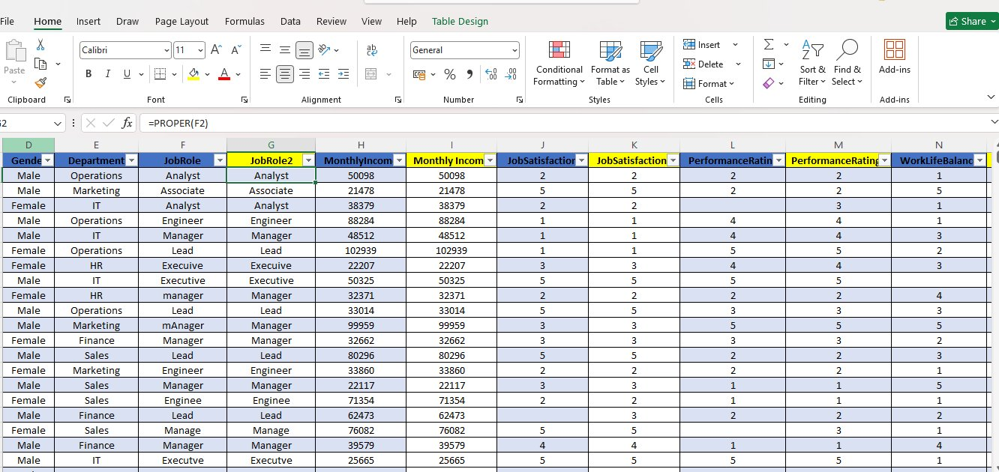 File Home Insert Draw Page Layout Formulas Data Review View Help Table Design Share
Calibri 11 A A ab General Insert
Paste B I U A % 9 .00 Conditional Format as Cell Delete Sort & Find & Add-ins
Formatting Table Styles Format Filter Select
Clipboard Font Alignment Number Styles Cells Editing Add-ins
G2 fx =PROPER(F2)
D E F G H I J K L M N
Gende Department JobRole JobRole2 MonthlyIncom Monthly Incom JobSatisfaction JobSatisfaction PerformanceRatin PerformanceRating WorkLifeBalanc
Male Operations Analyst Analyst 50098 50098 2 2 2 2 1
Male Marketing Associate Associate 21478 21478 5 5 2 2 5
Female IT Analyst Analyst 38379 38379 2 2 3 1
Male Operations Engineer Engineer 88284 88284 1 1 4 4 1
Male IT Manager Manager 48512 48512 1 1 4 4 3
Female Operations Lead Lead 102939 102939 1 1 5 5 2
Female HR Execuive Execuive 22207 22207 3 3 4 4 3
Male IT Executive Executive 50325 50325 5 5 5 5
Female HR manager Manager 32371 32371 2 2 2 2 4
Male Operations Lead Lead 33014 33014 5 5 3 3 3
Male Marketing mAnager Manager 99959 99959 3 3 5 5 5
Female Finance Manager Manager 32662 32662 3 3 3 3 2
Male Sales Lead Lead 80296 80296 5 5 2 2 3
Female Marketing Engineer Engineer 33860 33860 2 2 2 2 1
Male Sales Manager Manager 22117 22117 3 3 1 1 5
Female Sales Enginee Enginee 71354 71354 2 2 1 1 1
Male Finance Lead Lead 62473 62473 3 2 2 2
Female Sales Manage Manage 76082 76082 5 5 3 1
Male Finance Manager Manager 39579 39579 4 4 1 1 4
Male IT Executve Executve 25665 25665 5 5 5 5 1